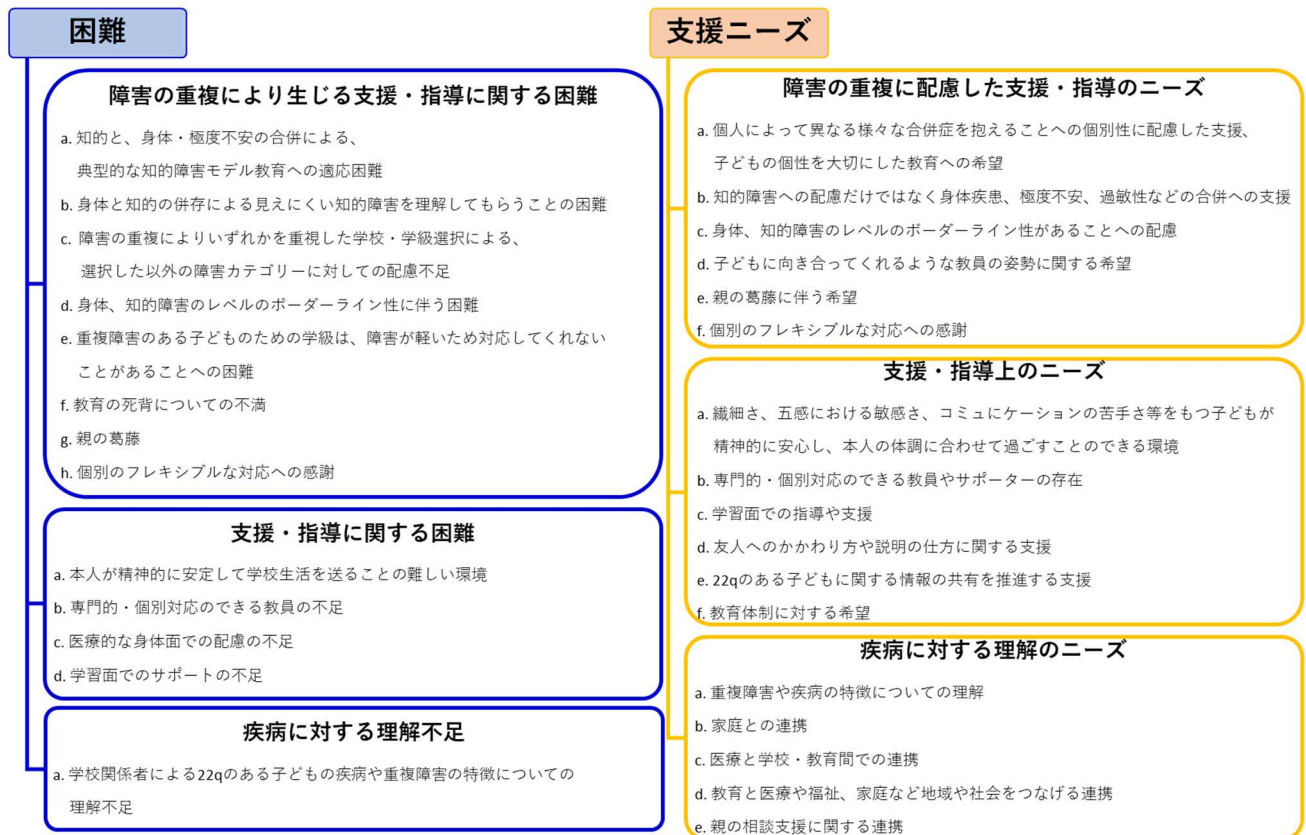 困難
障害の重複により生じる支援・指導に関する困難
a. 知的と、身体・極度不安の合併による、
典型的な知的障害モデル教育への適応困難
b. 身体と知的の併存による見えにくい知的障害を理解してもらうことの困難
c. 障害の重複によりいずれかを重視した学校・学級選択による、
選択した以外の障害カテゴリーに対しての配慮不足
d. 身体、知的障害のレベルのボーダーライン性に伴う困難
e. 重複障害のある子どものための学級は、障害が軽いため対応してくれない
ことがあることへの困難
f. 教育の死背についての不満
g. 親の葛藤
h. 個別のフレキシブルな対応への感謝
支援・指導に関する困難
a. 本人が精神的に安定して学校生活を送ることの難しい環境
b. 専門的・個別対応のできる教員の不足
c. 医療的な身体面での配慮の不足
d. 学習面でのサポートの不足
疾病に対する理解不足
a. 学校関係者による22qのある子どもの疾病や重複障害の特徴についての
理解不足
支援ニーズ
障害の重複に配慮した支援・指導のニーズ
a. 個人によって異なる様々な合併症を抱えることへの個別性に配慮した支援、
子どもの個性を大切にした教育への希望
b. 知的障害への配慮だけではなく身体疾患、極度不安、過敏性などの合併への支援
c. 身体、知的障害のレベルのボーダーライン性があることへの配慮
d. 子どもに向き合ってくれるような教員の姿勢に関する希望
e. 親の葛藤に伴う希望
f. 個別のフレキシブルな対応への感謝
支援・指導上のニーズ
a. 繊細さ、五感における敏感さ、コミュにケーションの苦手さ等をもつ子どもが
精神的に安心し、本人の体調に合わせて過ごすことのできる環境
b. 専門的・個別対応のできる教員やサポーターの存在
c. 学習面での指導や支援
d. 友人へのかかわり方や説明の仕方に関する支援
e. 22qのある子どもに関する情報の共有を推進する支援
f. 教育体制に対する希望
疾病に対する理解のニーズ
a. 重複障害や疾病の特徴についての理解
b. 家庭との連携
c. 医療と学校・教育間での連携
d. 教育と医療や福祉、家庭など地域や社会をつなげる連携
e. 親の相談支援に関する連携